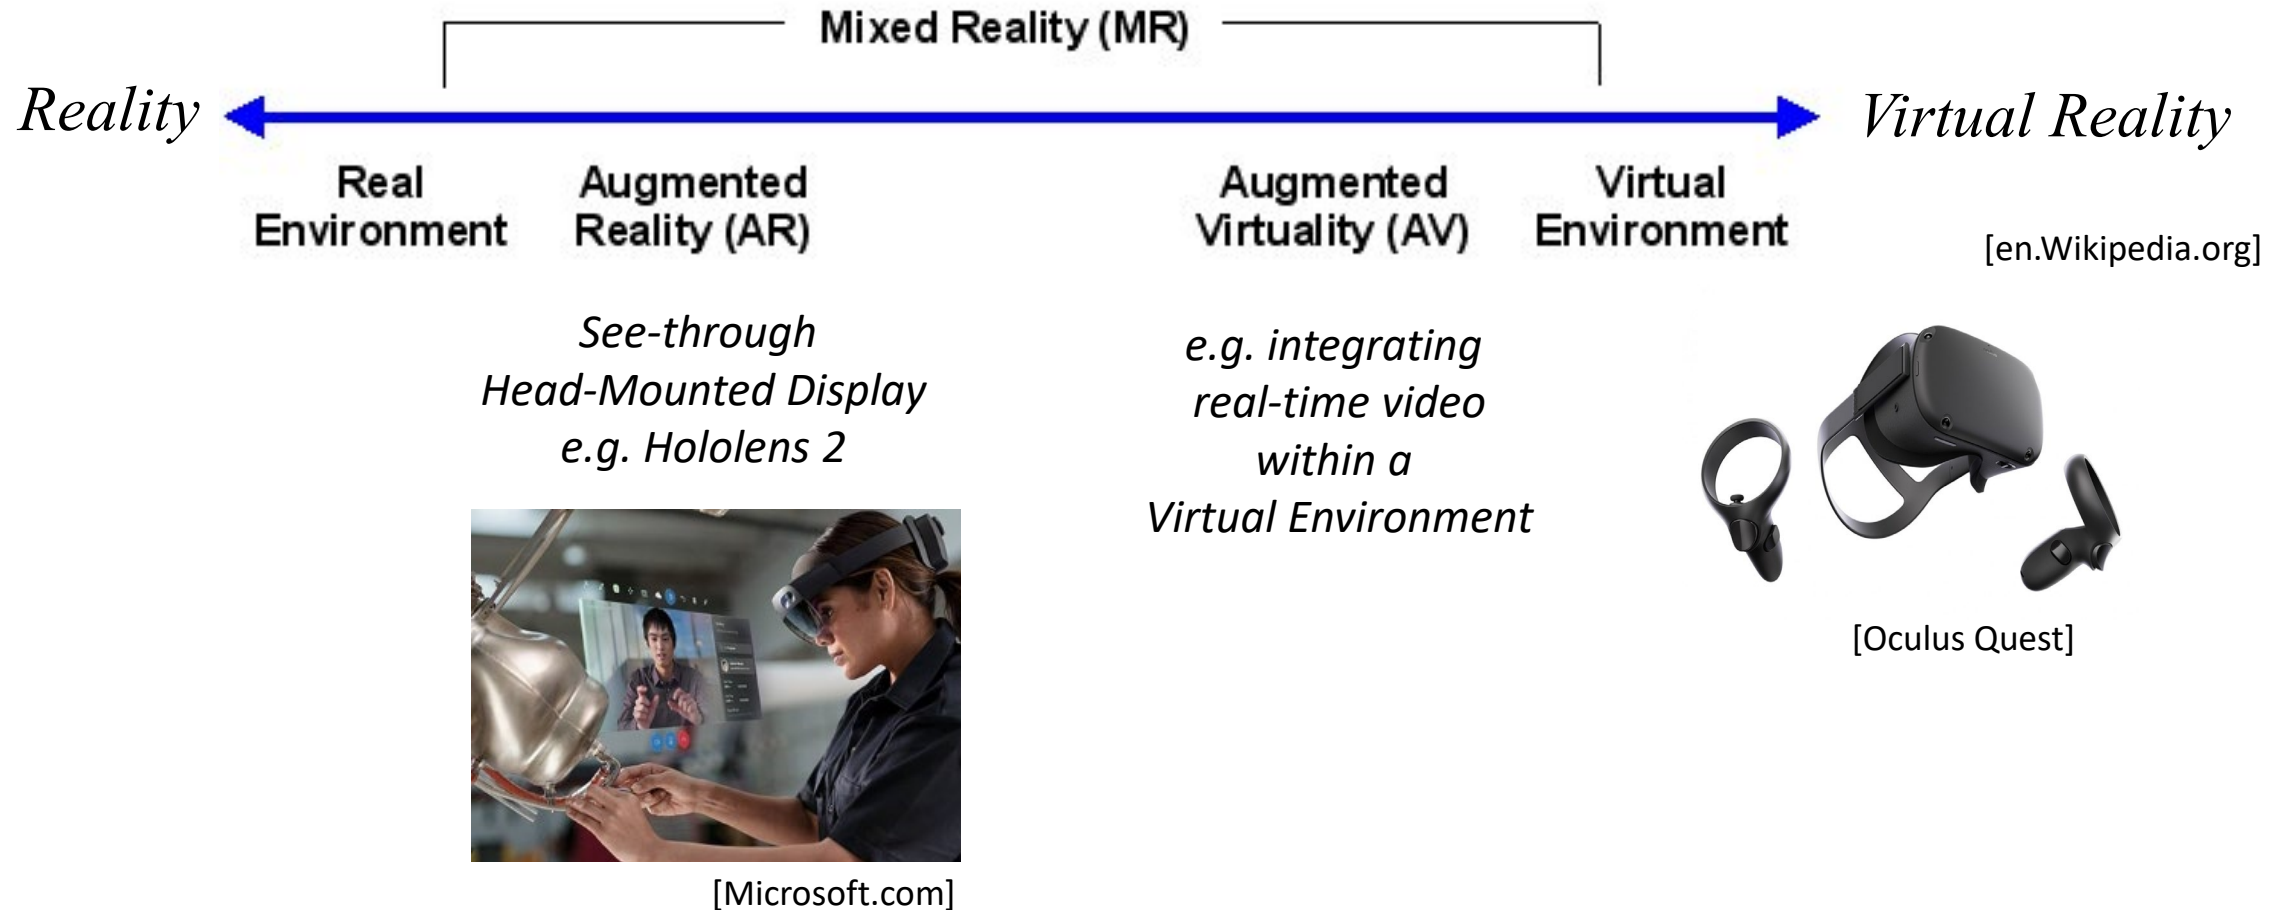 Mixed Reality (MR)
Reality
Virtual Reality
Real
Environment
Augmented
Reality (AR)
Augmented
Virtuality (AV)
Virtual
Environment
[en.Wikipedia.org]
See-through
Head-Mounted Display
e.g. Hololens 2
e.g. integrating
real-time video
within a
Virtual Environment
[Oculus Quest]
[Microsoft.com]